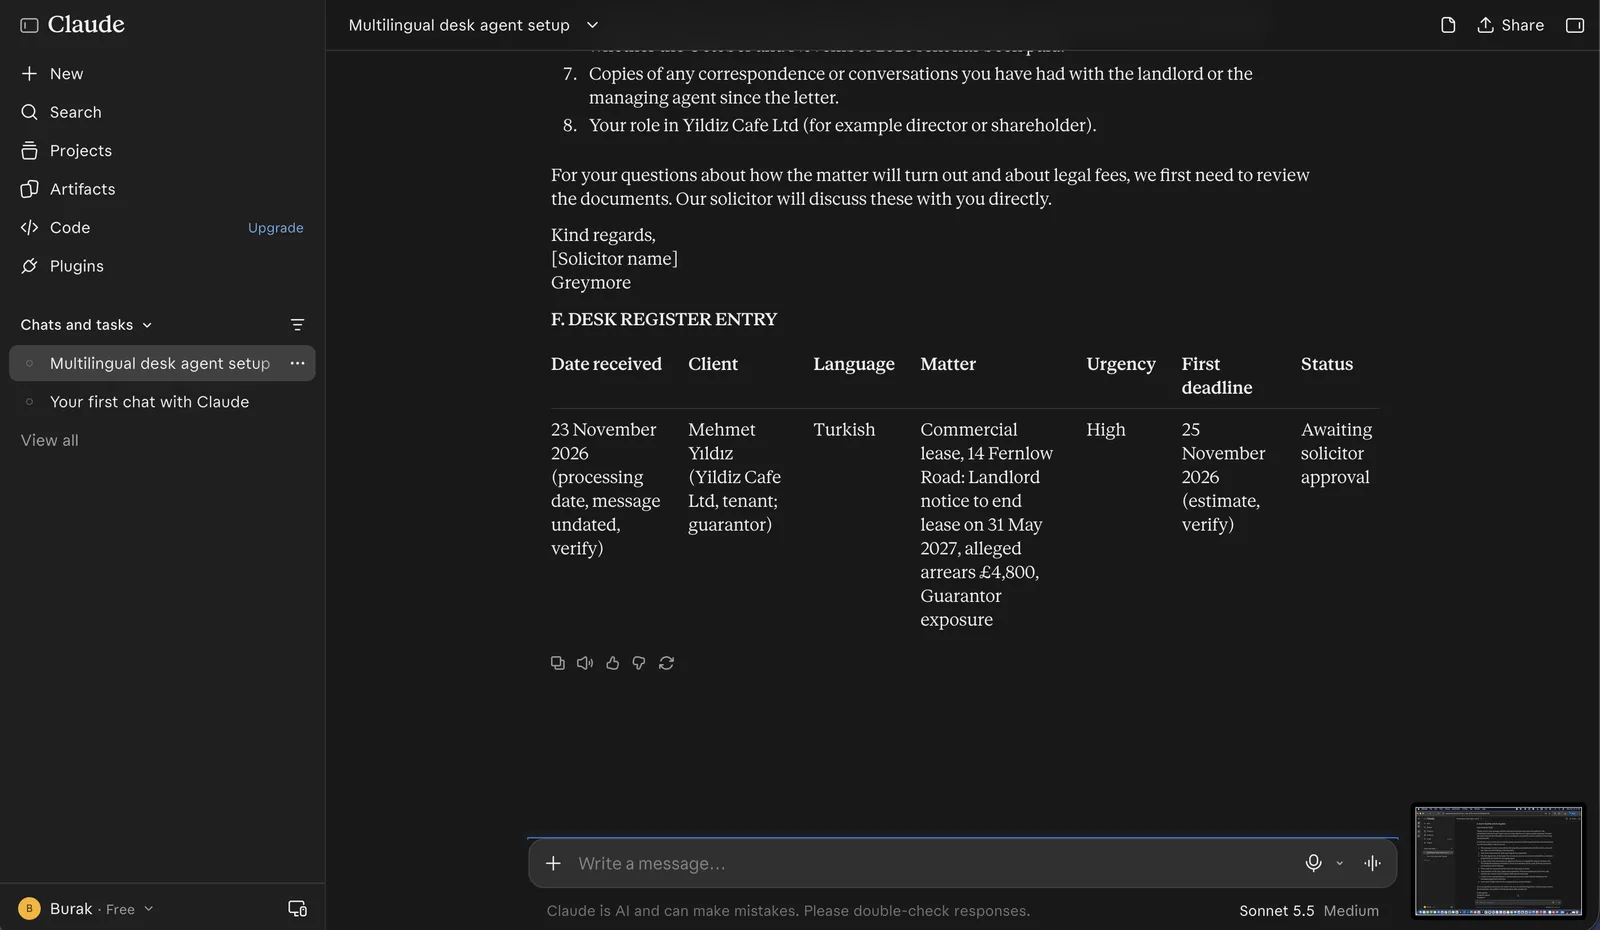 Claude
New
Search
Projects
Artifacts
Code
Upgrade
Plugins
Chats and tasks
Multilingual desk agent setup
Your first chat with Claude
View all
Burak · Free
Multilingual desk agent setup
Share
7. Copies of any correspondence or conversations you have had with the landlord or the
managing agent since the letter.
8. Your role in Yildiz Cafe Ltd (for example director or shareholder).
For your questions about how the matter will turn out and about legal fees, we first need to review
the documents. Our solicitor will discuss these with you directly.
Kind regards,
[Solicitor name]
Greymore
F. DESK REGISTER ENTRY
Date received
Client
Language
Matter
Urgency
First
deadline
Status
23 November
2026
(processing
date, message
undated,
verify)
Mehmet
Yıldız
(Yildiz Cafe
Ltd, tenant;
guarantor)
Turkish
Commercial
lease, 14 Fernlow
Road: Landlord
notice to end
lease on 31 May
2027, alleged
arrears £4,800,
Guarantor
exposure
High
25
November
2026
(estimate,
verify)
Awaiting
solicitor
approval
Write a message...
Claude is AI and can make mistakes. Please double-check responses.
Sonnet 5.5 Medium
B